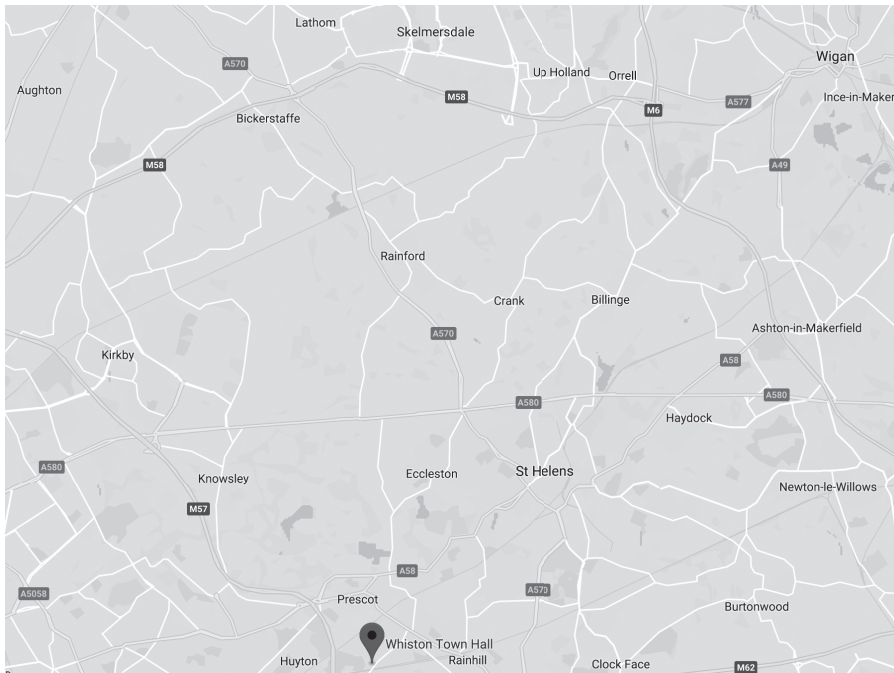 Lathom
Skelmersdale
Wigan
A570
Up Holland
Orrell
Aughton
M58
A577
Ince-in-Maker
M6
Bickerstaffe
M58
A49
Rainford
Crank
Billinge
A570
Ashton-in-Makerfield
Kirkby
A58
A580
A580
Haydock
A580
Knowsley
Eccleston
St Helens
Newton-le-Willows
M57
A58
A5058
A570
Prescot
Burtonwood
Whiston Town Hall
Huyton
Rainhill
Clock Face
M62